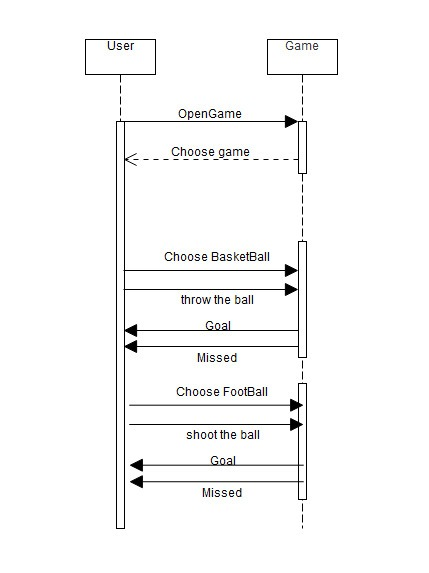 User
Game
OpenGame
Choose game
Choose BasketBall
throw the ball
Goal
Missed
Choose FootBall
shoot the ball
Goal
Missed